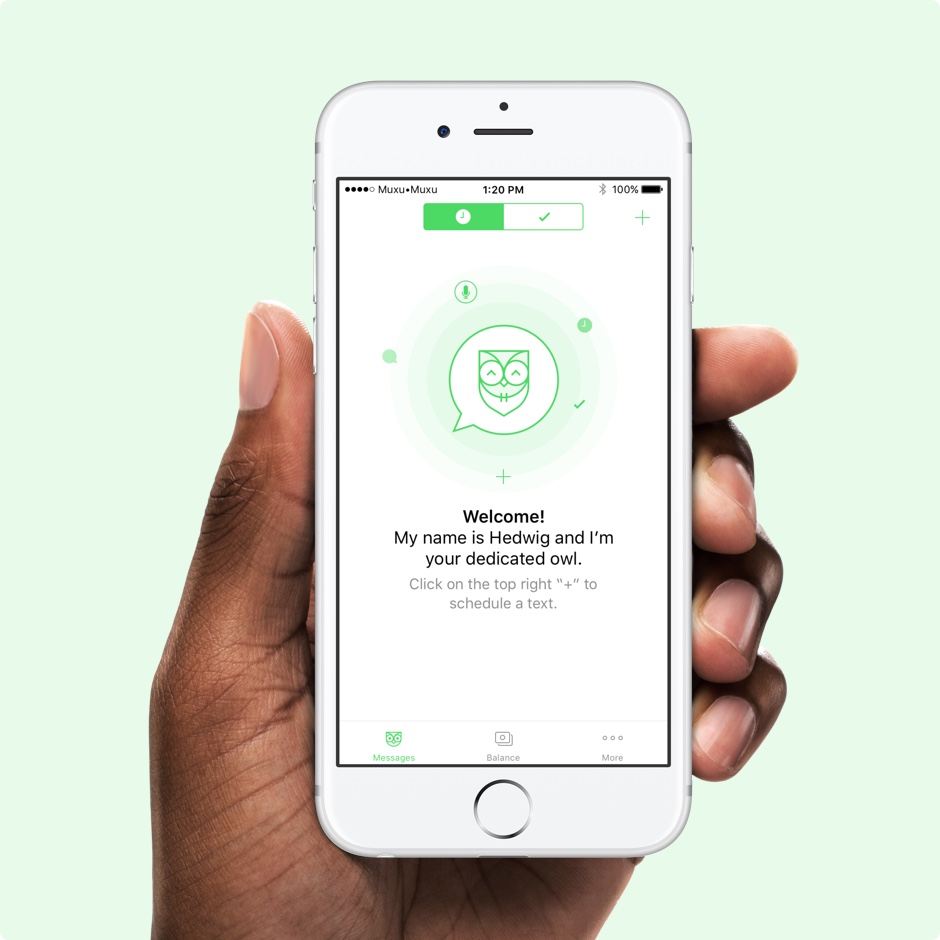 Muxu•Muxu 1:20 PM 100%
+
Welcome!
My name is Hedwig and I'm
your dedicated owl.
Click on the top right "+" to
schedule a text.
Messages Balance More